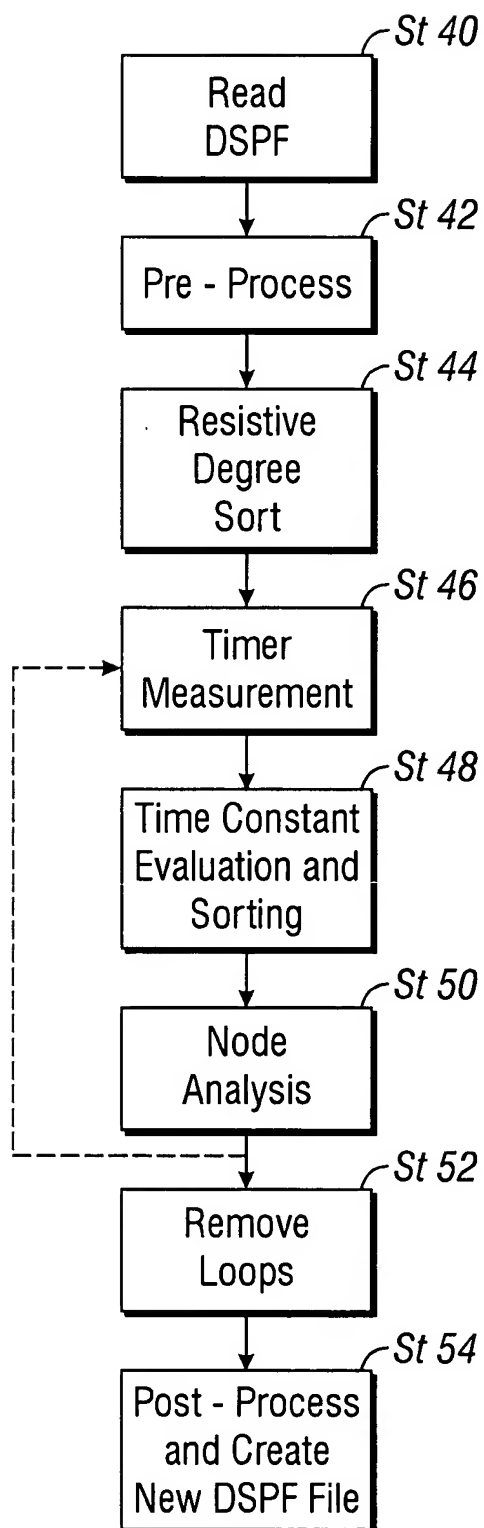 St 40
Read
DSPF
St 42
Pre - Process
St 44
Resistive
Degree
Sort
St 46
Timer
Measurement
St 48
Time Constant
Evaluation and
Sorting
St 50
Node
Analysis
St 52
Remove
Loops
St 54
Post - Process
and Create
New DSPF File